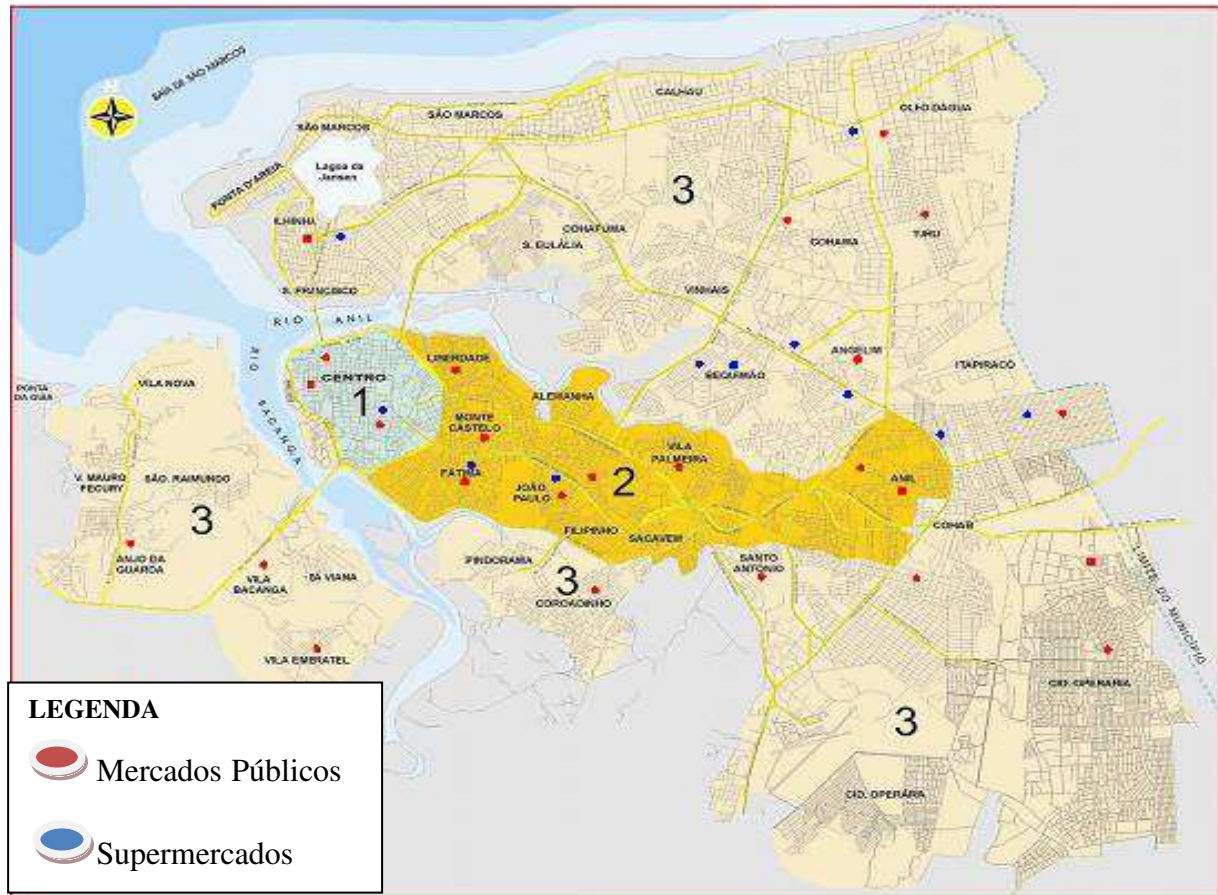 BAIA DE SÃO MARCOS
CALHAU
OLHO DAGUA
SÃO MARCOS
SÃO MARCOS
PONTA D'AREIA
Lagoa da
Jansen
3
ILHINHA
COHAFUMA
S. EULÁLIA
COHAMA
TURU
S. FRANCISCO
VINHAIS
RIO ANIL
RIO BACANGA
LIBERDADE
ANGELIM
ITAPIRACÓ
BEQUIMÃO
PONTA
DA GUIA
VILA NOVA
CENTRO
1
ALEMANHA
MONTE
CASTELO
VILA
PALMEIRA
V. MAURO
FECURY
SÃO. RAIMUNDO
3
FÁTIMA
JOÃO
PAULO
2
ANIL
FILIPINHO
SACAVEM
COHAB
ANJO DA
GUARDA
VILA
BACANGA
SÁ VIANA
PINDORAMA
3
COROADINHO
SANTO
ANTONIO
LIMITE DO MUNICÍPIO
VILA EMBRATEL
CID. OPERARIA
3
CID. OPERÁRIA
LEGENDA
Mercados Públicos
Supermercados